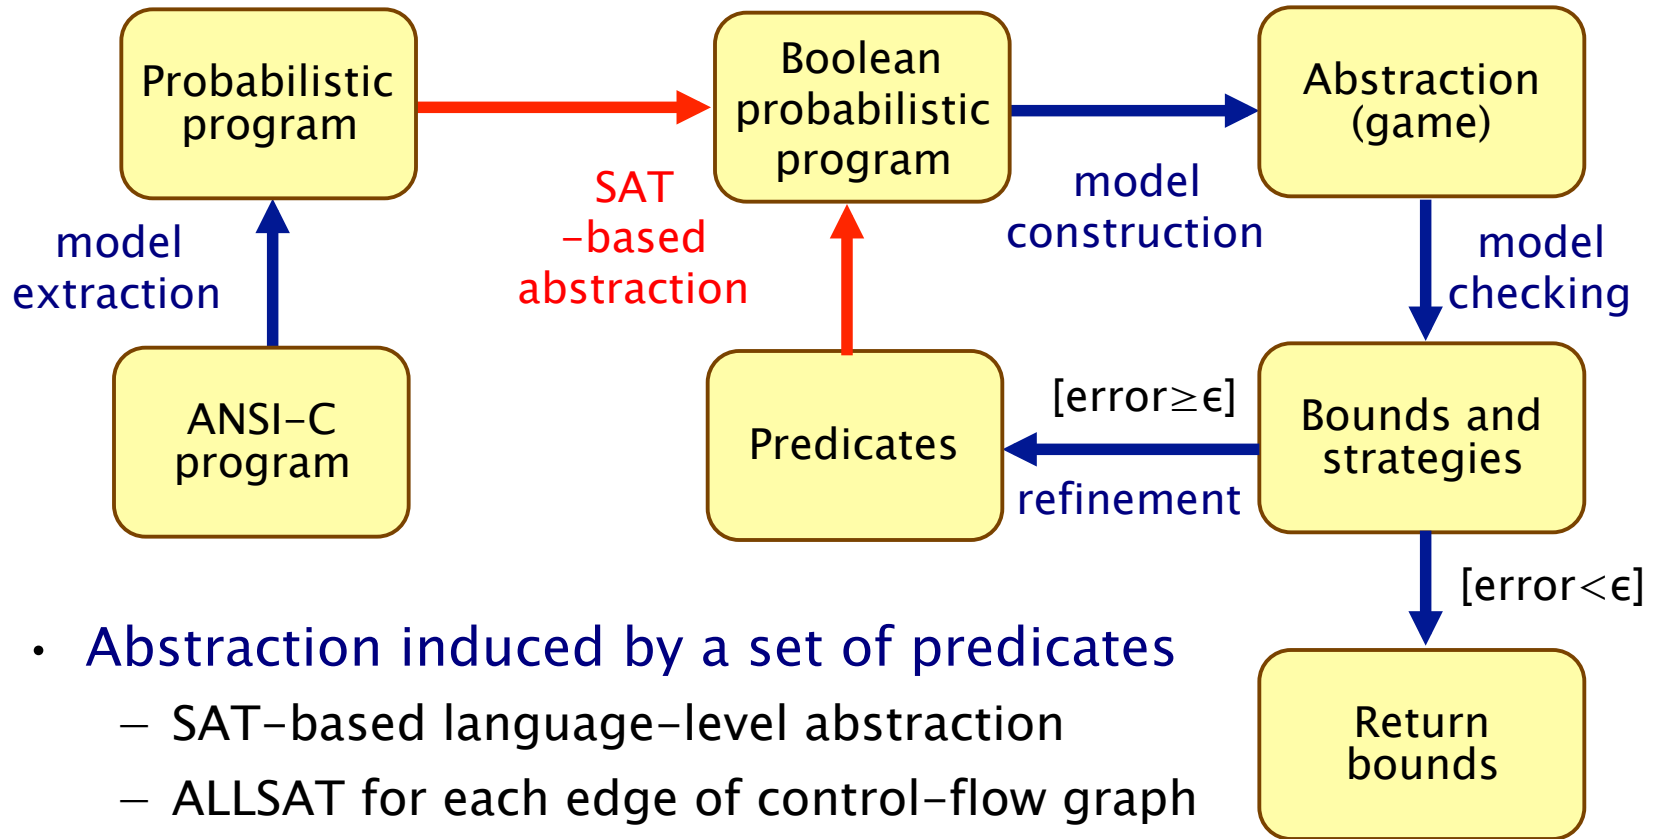 Probabilistic
program
Boolean
probabilistic
program
Abstraction
(game)
SAT
-based
abstraction
model
construction
model
extraction
model
checking
ANSI-C
program
Predicates
[error≥ϵ]
refinement
Bounds and
strategies
[error<ϵ]
Return
bounds
• Abstraction induced by a set of predicates
– SAT-based language-level abstraction
– ALLSAT for each edge of control-flow graph